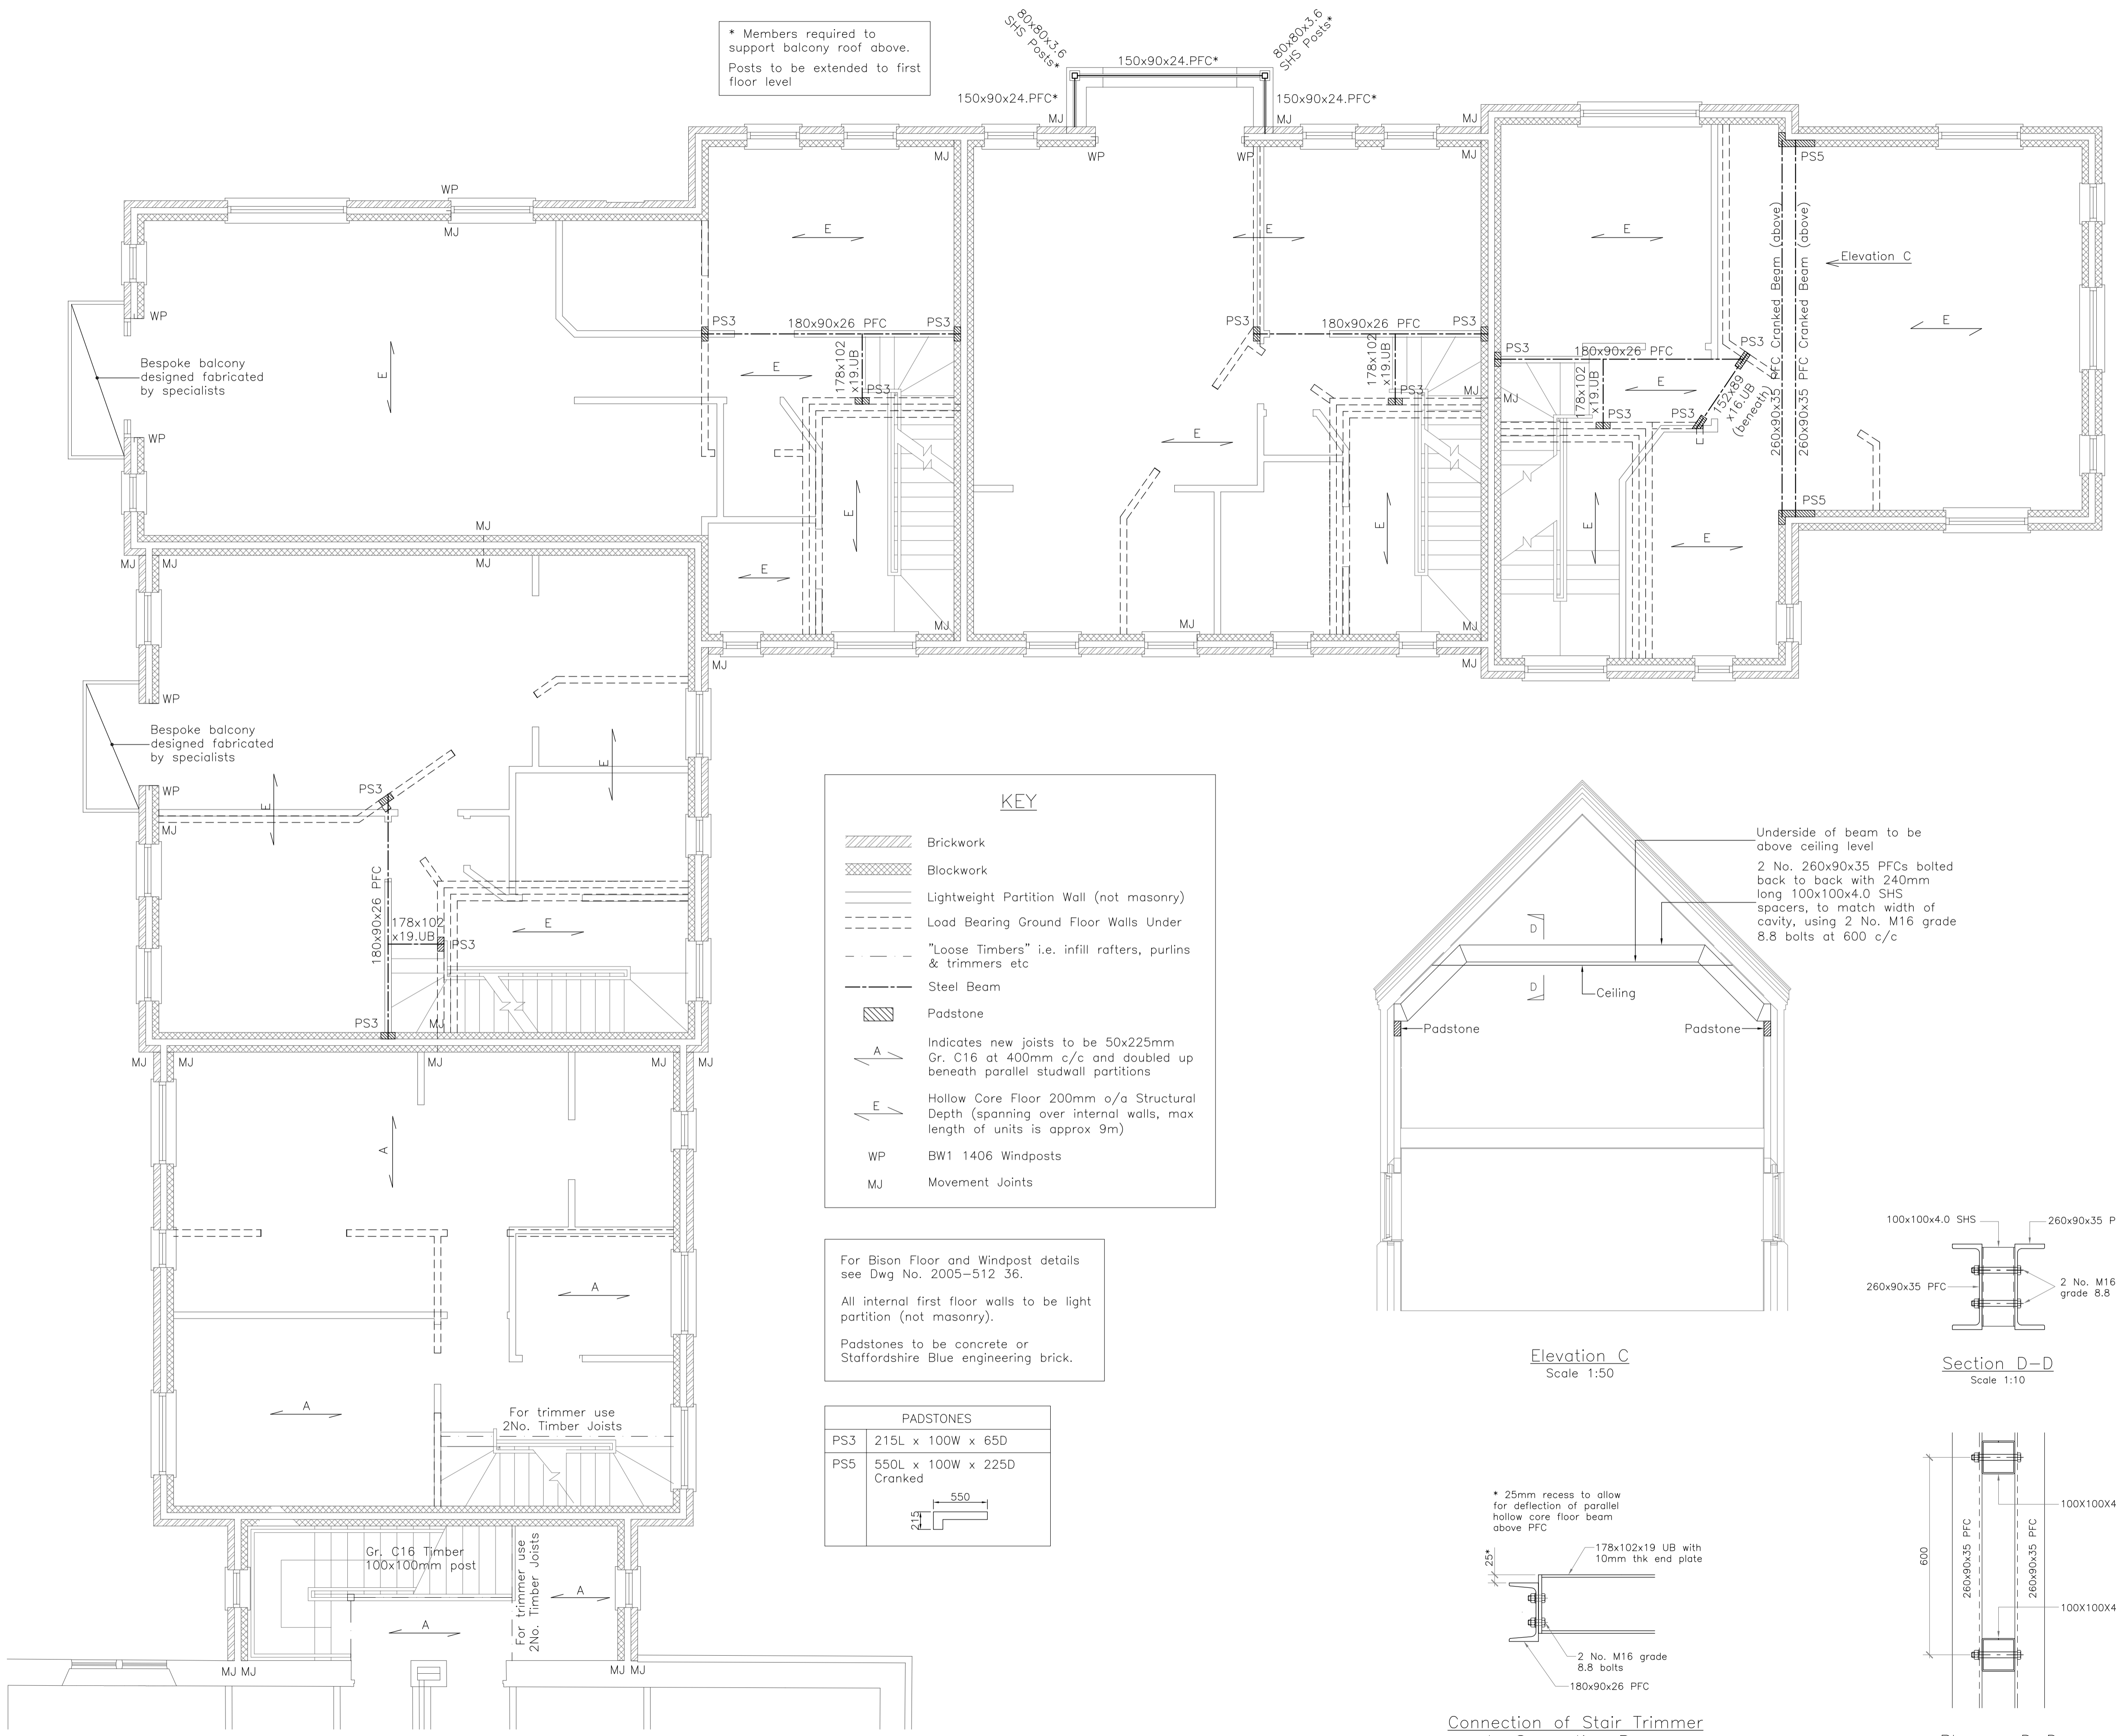 * Members required to
support balcony roof above.
Posts to be extended to first
floor level
80x80x3.6
SHS Posts*
80x80x3.6
SHS Posts*
150x90x24.PFC*
150x90x24.PFC*
150x90x24.PFC*
MJ
MJ
MJ
MJ
WP
WP
MJ
MJ
PS5
WP
MJ
E
E
E
260x90x35 PFC Cranked Beam (above)
260x90x35 PFC Cranked Beam (above)
Elevation C
WP
PS3
180x90x26 PFC
PS3
PS3
180x90x26 PFC
PS3
PS3
180x90x26 PFC
PS3
E
Bespoke balcony
designed fabricated
by specialists
E
E
178x102
x19.UB
PS3
178x102
x19.UB
PS3
MJ
MJ
178x102
x19.UB
E
PS3
PS3
152x89
x16.UB
(beneath)
WP
E
PS5
E
E
E
E
MJ
MJ
MJ
MJ
MJ
E
MJ
MJ
MJ
MJ
MJ
WP
Bespoke balcony
designed fabricated
by specialists
WP
MJ
E
E
PS3
180x90x26 PFC
178x102
x19.UB
PS3
E
PS3
MJ
MJ
MJ
MJ
MJ
MJ
KEY
Brickwork
Blockwork
Lightweight Partition Wall (not masonry)
Load Bearing Ground Floor Walls Under
"Loose Timbers" i.e. infill rafters, purlins
& trimmers etc
Steel Beam
Padstone
A
Indicates new joists to be 50x225mm
Gr. C16 at 400mm c/c and doubled up
beneath parallel studwall partitions
E
Hollow Core Floor 200mm o/a Structural
Depth (spanning over internal walls, max
length of units is approx 9m)
WP
BW1 1406 Windposts
MJ
Movement Joints
Underside of beam to be
above ceiling level
2 No. 260x90x35 PFCs bolted
back to back with 240mm
long 100x100x4.0 SHS
spacers, to match width of
cavity, using 2 No. M16 grade
8.8 bolts at 600 c/c
D
D
Ceiling
Padstone
Padstone
Elevation C
Scale 1:50
100x100x4.0 SHS
260x90x35 P
260x90x35 PFC
2 No. M16
grade 8.8
Section D-D
Scale 1:10
For Bison Floor and Windpost details
see Dwg No. 2005-512 36.
All internal first floor walls to be light
partition (not masonry).
Padstones to be concrete or
Staffordshire Blue engineering brick.
PADSTONES
PS3
215L x 100W x 65D
PS5
550L x 100W x 225D
Cranked
550
215
A
A
A
For trimmer use
2No. Timber Joists
Gr. C16 Timber
100x100mm post
For trimmer use
2No. Timber Joists
A
A
MJ
MJ
MJ
MJ
* 25mm recess to allow
for deflection of parallel
hollow core floor beam
above PFC
25*
178x102x19 UB with
10mm thk end plate
2 No. M16 grade
8.8 bolts
180x90x26 PFC
Connection of Stair Trimmer
600
260x90x35 PFC
260x90x35 PFC
100X100X4
100X100X4